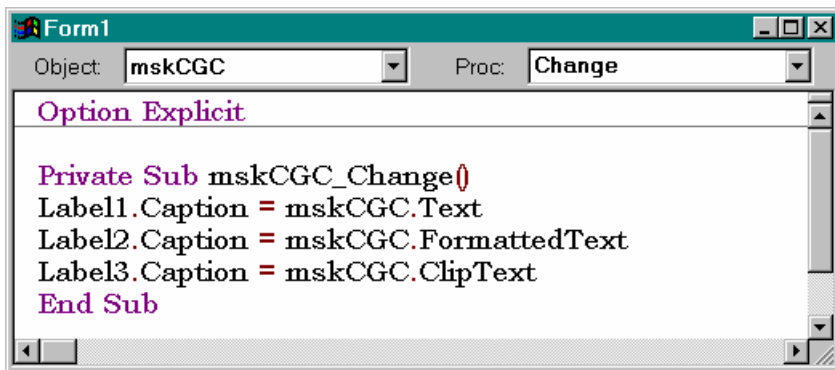 Form1
Object: mskCGC Proc: Change
Option Explicit
Private Sub mskCGC_Change()
Label1.Caption = mskCGC.Text
Label2.Caption = mskCGC.FormattedText
Label3.Caption = mskCGC.ClipText
End Sub